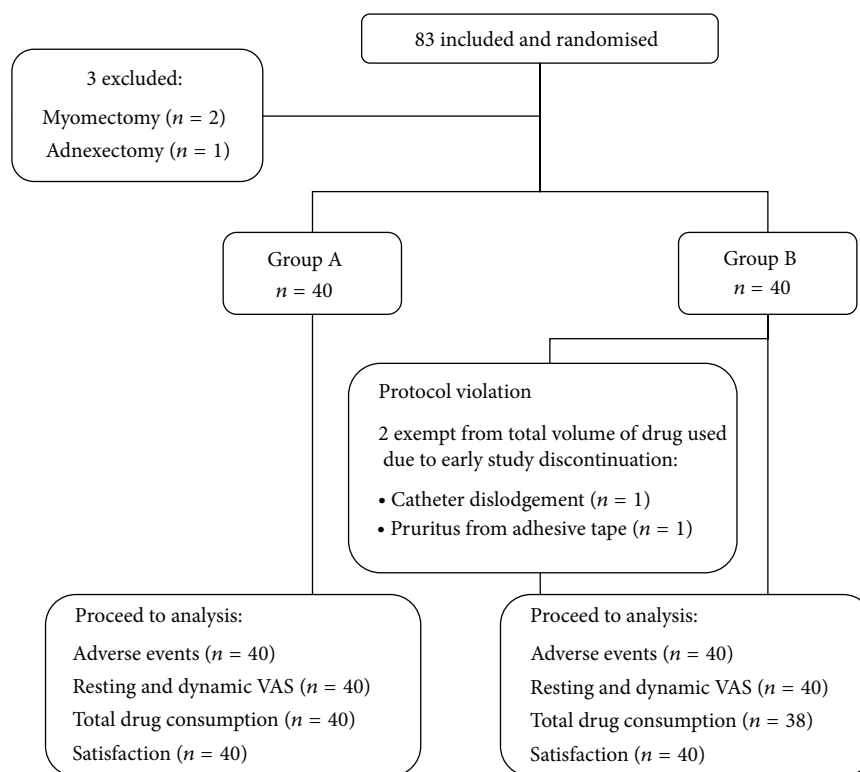 83 included and randomised
3 excluded:
Myomectomy (n = 2)
Adnexectomy (n = 1)
Group A
n = 40
Group B
n = 40
Protocol violation
2 exempt from total volume of drug used
due to early study discontinuation:
• Catheter dislodgement (n = 1)
• Pruritus from adhesive tape (n = 1)
Proceed to analysis:
Adverse events (n = 40)
Resting and dynamic VAS (n = 40)
Total drug consumption (n = 40)
Satisfaction (n = 40)
Proceed to analysis:
Adverse events (n = 40)
Resting and dynamic VAS (n = 40)
Total drug consumption (n = 38)
Satisfaction (n = 40)